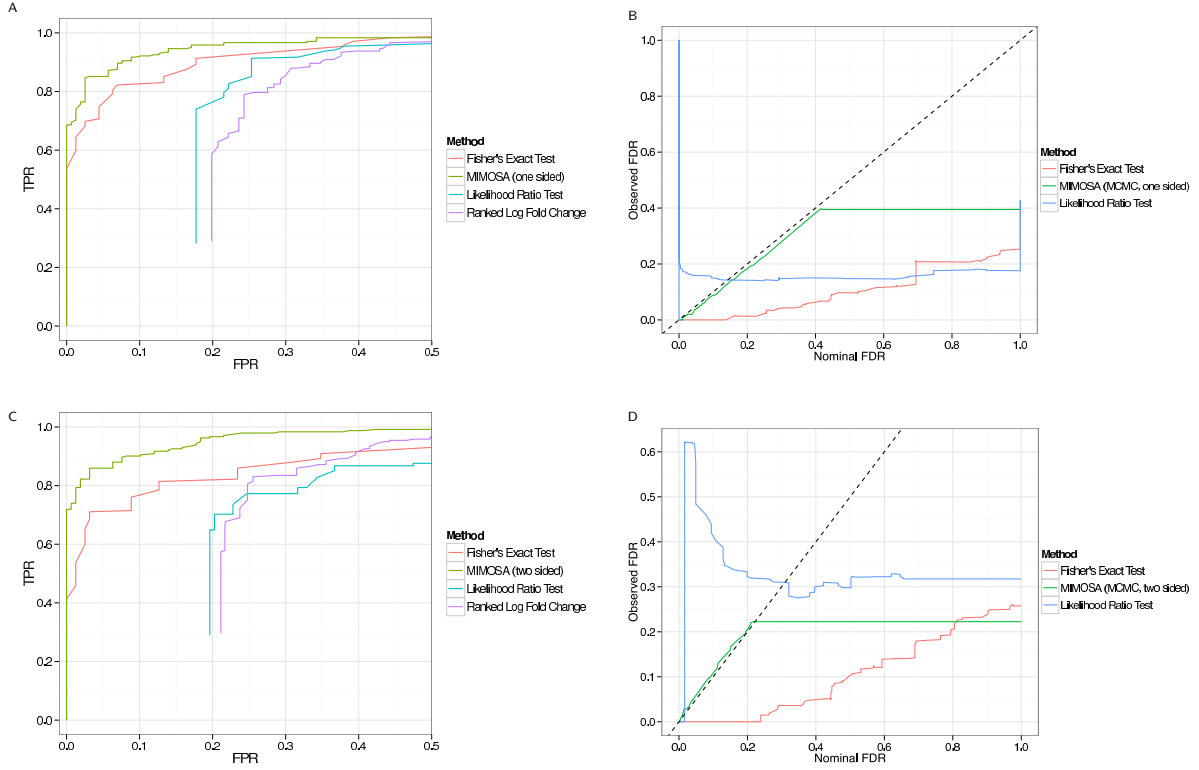 A
1.0
0.8
0.6
0.4
0.2
0.0
TPR
0.0 0.1 0.2 0.3 0.4 0.5
FPR
Method
Fisher's Exact Test
MIMOSA (one sided)
Likelihood Ratio Test
Ranked Log Fold Change
B
1.0
0.8
0.6
0.4
0.2
0.0
Observed FDR
0.0 0.2 0.4 0.6 0.8 1.0
Nominal FDR
Method
Fisher's Exact Test
MIMOSA (MCMC, one sided)
Likelihood Ratio Test
C
1.0
0.8
0.6
0.4
0.2
0.0
TPR
0.0 0.1 0.2 0.3 0.4 0.5
FPR
Method
Fisher's Exact Test
MIMOSA (two sided)
Likelihood Ratio Test
Ranked Log Fold Change
D
0.6
0.5
0.4
0.3
0.2
0.1
0.0
Observed FDR
0.0 0.2 0.4 0.6 0.8 1.0
Nominal FDR
Method
Fisher's Exact Test
MIMOSA (MCMC, two sided)
Likelihood Ratio Test